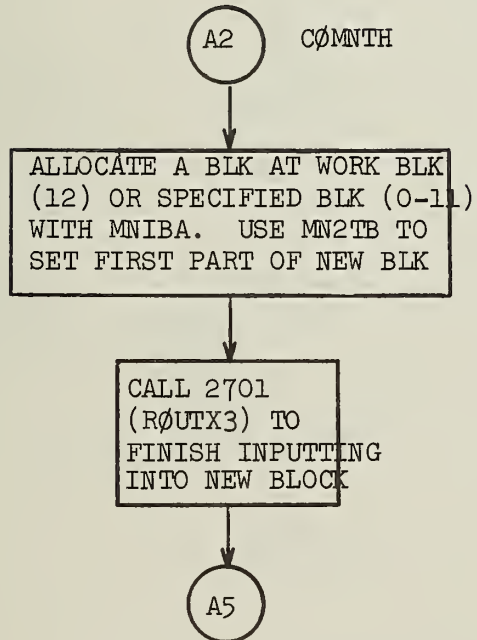 A2 CØMNTH
ALLOCATE A BLK AT WORK BLK
(12) OR SPECIFIED BLK (0-11)
WITH MNIBA. USE MN2TB TO
SET FIRST PART OF NEW BLK
CALL 2701
(RØUTX3) TO
FINISH INPUTTING
INTO NEW BLOCK
A5